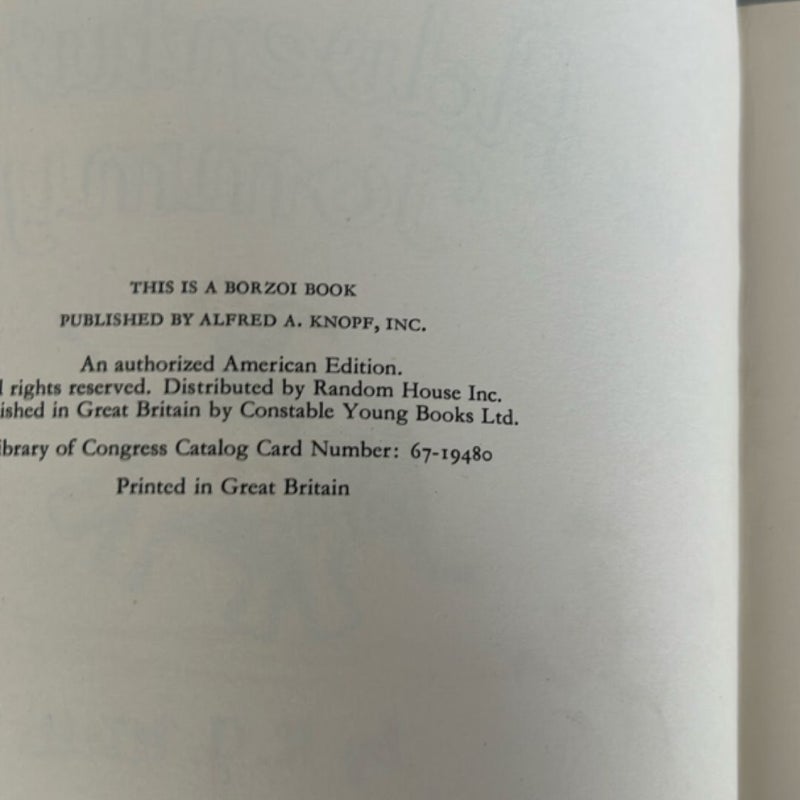 THIS IS A BORZOI BOOK
PUBLISHED BY ALFRED A. KNOPF, INC.
An authorized American Edition.
l rights reserved. Distributed by Random House Inc.
ished in Great Britain by Constable Young Books Ltd.
ibrary of Congress Catalog Card Number: 67-19480
Printed in Great Britain